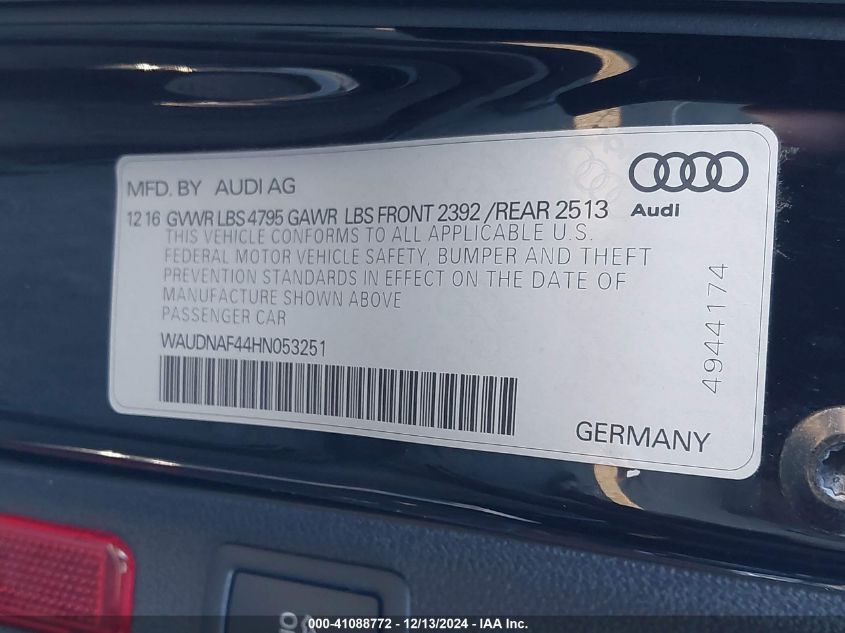 MFD. BY AUDI AG
12 16 GVWR LBS 4795 GAWR LBS FRONT 2392 /REAR 2513
Audi
THIS VEHICLE CONFORMS TO ALL APPLICABLE U.S.
FEDERAL MOTOR VEHICLE SAFETY, BUMPER AND THEFT
PREVENTION STANDARDS IN EFFECT ON THE DATE OF
MANUFACTURE SHOWN ABOVE
PASSENGER CAR
WAUDNAF44HN053251
4944174
GERMANY
000-41088772 - 12/13/2024 - IAA Inc.